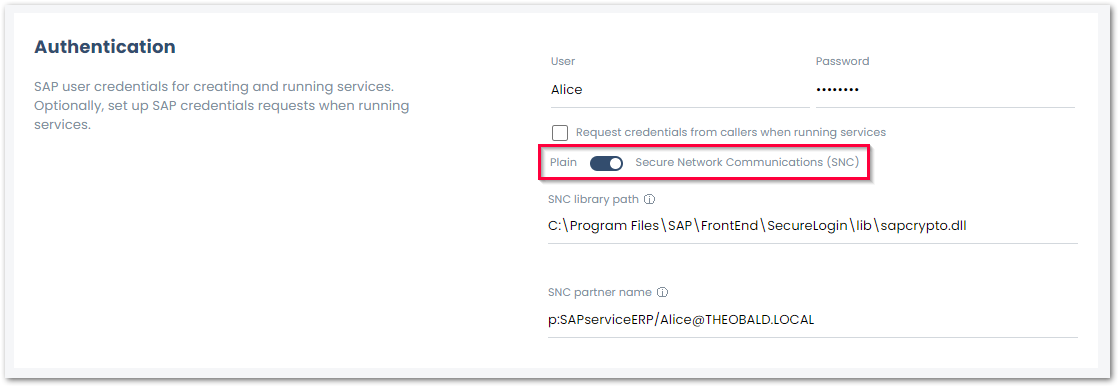 Authentication
SAP user credentials for creating and running services.
Optionally, set up SAP credentials requests when running
services.
User
Password
Alice
••••••••
Request credentials from callers when running services
Plain
Secure Network Communications (SNC)
SNC library path
C:\Program Files\SAP\FrontEnd\SecureLogin\lib\sapcrypto.dll
SNC partner name
p:SAPserviceERP/Alice@THEOBALD.LOCAL